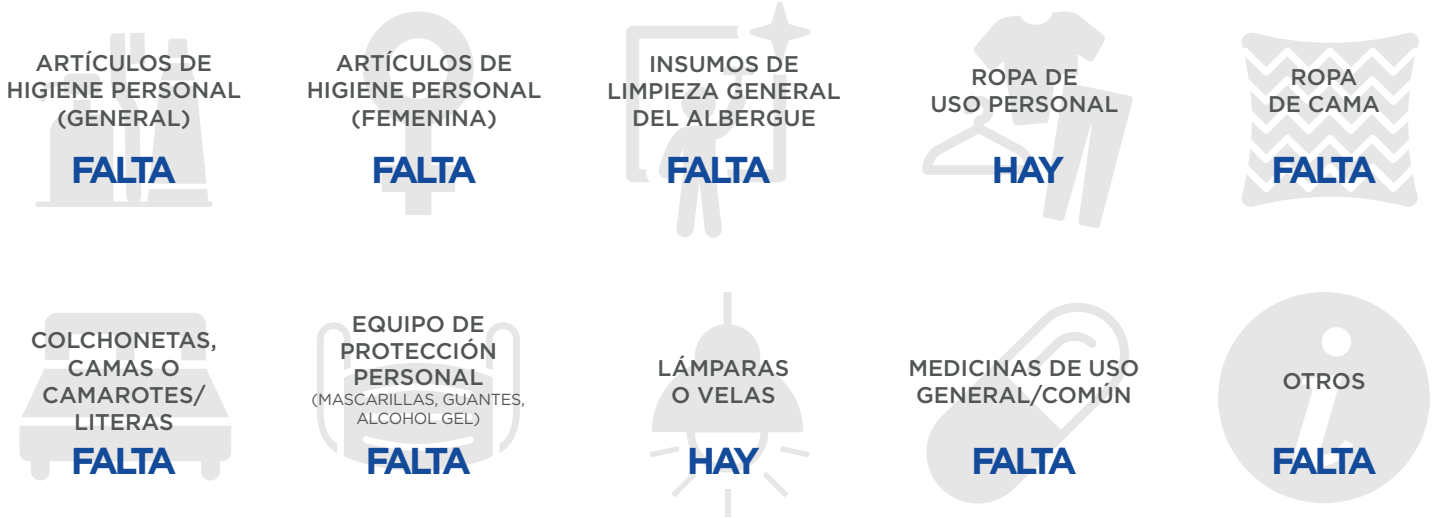 ARTÍCULOS DE
HIGIENE PERSONAL
(GENERAL)
FALTA
ARTÍCULOS DE
HIGIENE PERSONAL
(FEMENINA)
FALTA
INSUMOS DE
LIMPIEZA GENERAL
DEL ALBERGUE
FALTA
ROPA DE
USO PERSONAL
HAY
ROPA
DE CAMA
FALTA
COLCHONETAS,
CAMAS O
CAMAROTES/
LITERAS
FALTA
EQUIPO DE
PROTECCIÓN
PERSONAL
(MASCARILLAS, GUANTES,
ALCOHOL GEL)
FALTA
LÁMPARAS
O VELAS
HAY
MEDICINAS DE USO
GENERAL/COMÚN
FALTA
OTROS
FALTA